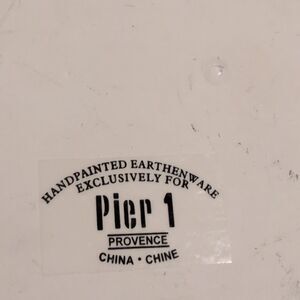 HANDPAINTED EARTHENWARE
EXCLUSIVELY FOR
Pier 1
PROVENCE
CHINA • CHINE